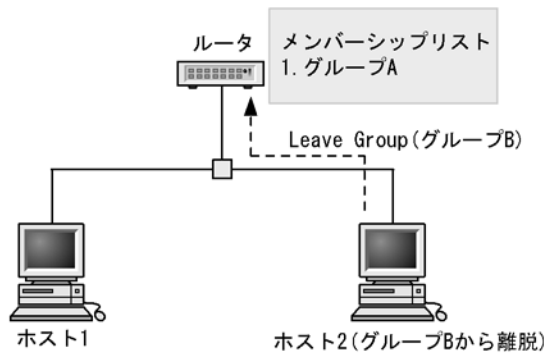 ルータ
メンバーシップリスト
1. グループA
Leave Group(グループB)
ホスト1
ホスト2(グループBから離脱)